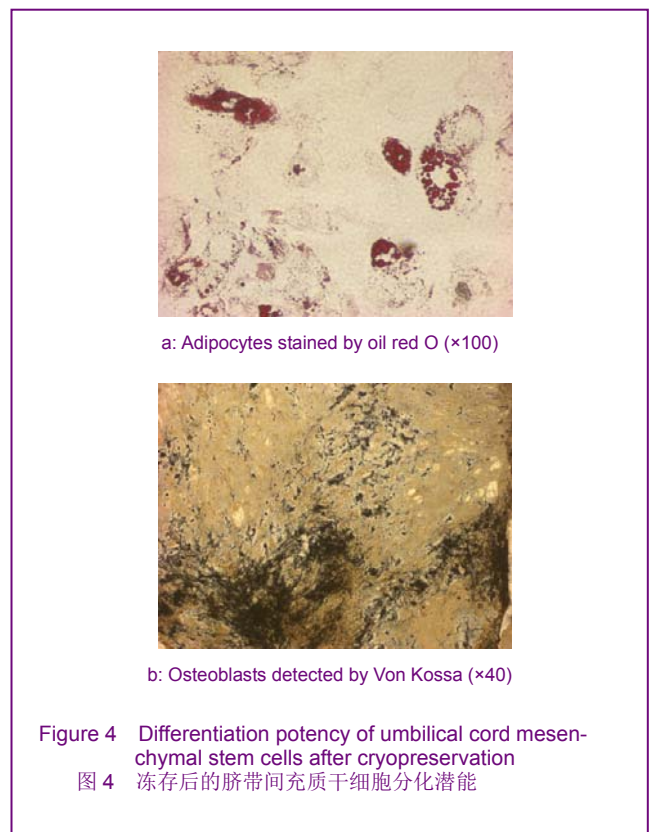 a: Adipocytes stained by oil red O (×100)
b: Osteoblasts detected by Von Kossa (×40)
Figure 4 Differentiation potency of umbilical cord mesen-
chymal stem cells after cryopreservation
图 4 冻存后的脐带间充质干细胞分化潜能